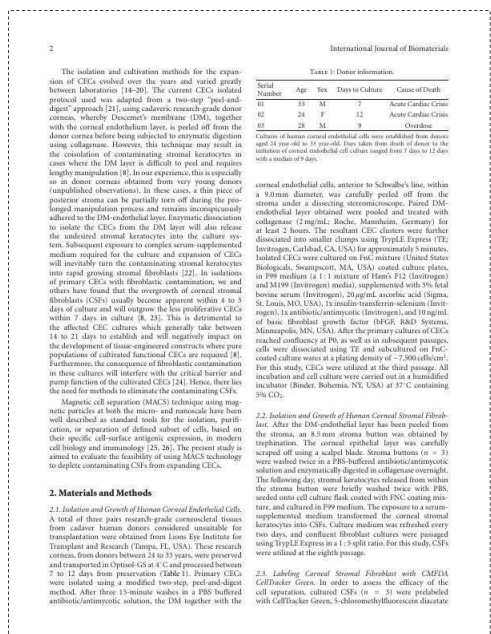 2
International Journal of Biomaterials
The isolation and cultivation methods for the expan-
sion of CECs evolved over the years and varied greatly
between laboratories [14–20]. The current CECs isolated
protocol used was adapted from a two-step “peel-and-
digest” approach [21], using cadaveric research-grade donor
corneas, whereby Descemet's membrane (DM), together
with the corneal endothelium layer, is peeled off from the
donor cornea before being subjected to enzymatic digestion
using collagenase. However, this technique may result in
the coisolation of contaminating stromal keratocytes in
cases where the DM layer is difficult to peel and requires
lengthy manipulation [8]. In our experience, this is especially
so in donor corneas obtained from very young donors
(unpublished observations). In these cases, a thin piece of
posterior stroma can be partially torn off during the pro-
longed manipulation process and remains inconspicuously
adhered to the DM-endothelial layer. Enzymatic dissociation
to isolate the CECs from the DM layer will also release
the undesired stromal keratocytes into the culture sys-
tem. Subsequent exposure to complex serum-supplemented
medium required for the culture and expansion of CECs
will inevitably turn the contaminating stromal keratocytes
into rapid growing stromal fibroblasts [22]. In isolations
of primary CECs with fibroblastic contamination, we and
others have found that the overgrowth of corneal stromal
fibroblasts (CSFs) usually become apparent within 4 to 5
days of culture and will outgrow the less proliferative CECs
within 7 days in culture [8, 23]. This is detrimental to
the affected CEC cultures which generally take between
14 to 21 days to establish and will negatively impact on
the development of tissue-engineered constructs where pure
populations of cultivated functional CECs are required [8].
Furthermore, the consequence of fibroblastic contamination
in these cultures will interfere with the critical barrier and
pump function of the cultivated CECs [24]. Hence, there lies
the need for methods to eliminate the contaminating CSFs.
Magnetic cell separation (MACS) technique using mag-
netic particles at both the micro- and nanoscale have been
well described as standard tools for the isolation, purifi-
cation, or separation of defined subset of cells, based on
their specific cell-surface antigenic expression, in modern
cell biology and immunology [25, 26]. The present study is
aimed to evaluate the feasibility of using MACS technology
to deplete contaminating CSFs from expanding CECs.
2. Materials and Methods
2.1. Isolation and Growth of Human Corneal Endothelial Cells.
A total of three pairs research-grade corneoscleral tissues
from cadaver human donors considered unsuitable for
transplantation were obtained from Lions Eye Institute for
Transplant and Research (Tampa, FL, USA). These research
corneas, from donors between 24 to 33 years, were preserved
and transported in Optisol-GS at 4°C and processed between
7 to 12 days from preservation (Table 1). Primary CECs
were isolated using a modified two-step, peel-and-digest
method. After three 15-minute washes in a PBS buffered
antibiotic/antimycotic solution, the DM together with the
TABLE 1: Donor information.
Serial Number Age Sex Days to Culture Cause of Death
01 33 M 7 Acute Cardiac Crisis
02 24 F 12 Acute Cardiac Crisis
03 28 M 9 Overdose
Cultures of human corneal endothelial cells were established from donors
aged 24 year-old to 33 year-old. Days taken from death of donor to the
initiation of corneal endothelial cell culture ranged from 7 days to 12 days
with a median of 9 days.
corneal endothelial cells, anterior to Schwalbe's line, within
a 9.0 mm diameter, was carefully peeled off from the
stroma under a dissecting stereomicroscope. Paired DM-
endothelial layer obtained were pooled and treated with
collagenase (2 mg/mL; Roche, Mannheim, Germany) for
at least 2 hours. The resultant CEC clusters were further
dissociated into smaller clumps using TrypLE Express (TE;
Invitrogen, Carlsbad, CA, USA) for approximately 5 minutes.
Isolated CECs were cultured on FnC mixture (United States
Biologicals, Swampscott, MA, USA) coated culture plates,
in F99 medium (a 1 : 1 mixture of Ham's F12 (Invitrogen)
and M199 (Invitrogen) media), supplemented with 5% fetal
bovine serum (Invitrogen), 20 μg/mL ascorbic acid (Sigma,
St. Louis, MO, USA), 1x insulin-transferrin-selenium (Invit-
rogen), 1x antibiotic/antimycotic (Invitrogen), and 10 ng/mL
of basic fibroblast growth factor (bFGF, R&D Systems,
Minneapolis, MN, USA). After the primary cultures of CECs
reached confluency at P0, as well as in subsequent passages,
cells were dissociated using TE and subcultured on FnC-
coated culture wares at a plating density of ~7,500 cells/cm².
For this study, CECs were utilized at the third passage. All
incubation and cell culture were carried out in a humidified
incubator (Binder, Bohemia, NY, USA) at 37°C containing
5% CO₂.
2.2. Isolation and Growth of Human Corneal Stromal Fibrob-
last. After the DM-endothelial layer has been peeled from
the stroma, an 8.5 mm stroma button was obtained by
trephination. The corneal epithelial layer was carefully
scraped off using a scalpel blade. Stroma buttons (n = 3)
were washed twice in a PBS-buffered antibiotic/antimycotic
solution and enzymatically digested in collagenase overnight.
The following day, stromal keratocytes released from within
the stroma button were briefly washed twice with PBS,
seeded onto cell culture flask coated with FNC coating mix-
ture, and cultured in F99 medium. The exposure to a serum-
supplemented medium transformed the corneal stromal
keratocytes into CSFs. Culture medium was refreshed every
two days, and confluent fibroblast cultures were passaged
using TrypLE Express in a 1 : 5 split ratio. For this study, CSFs
were utilized at the eighth passage.
2.3. Labeling Corneal Stromal Fibroblast with CMFDA
CellTracker Green. In order to assess the efficacy of the
cell separation, cultured CSFs (n = 3) were prelabeled
with CellTracker Green, 5-chloromethylfluorescein diacetate